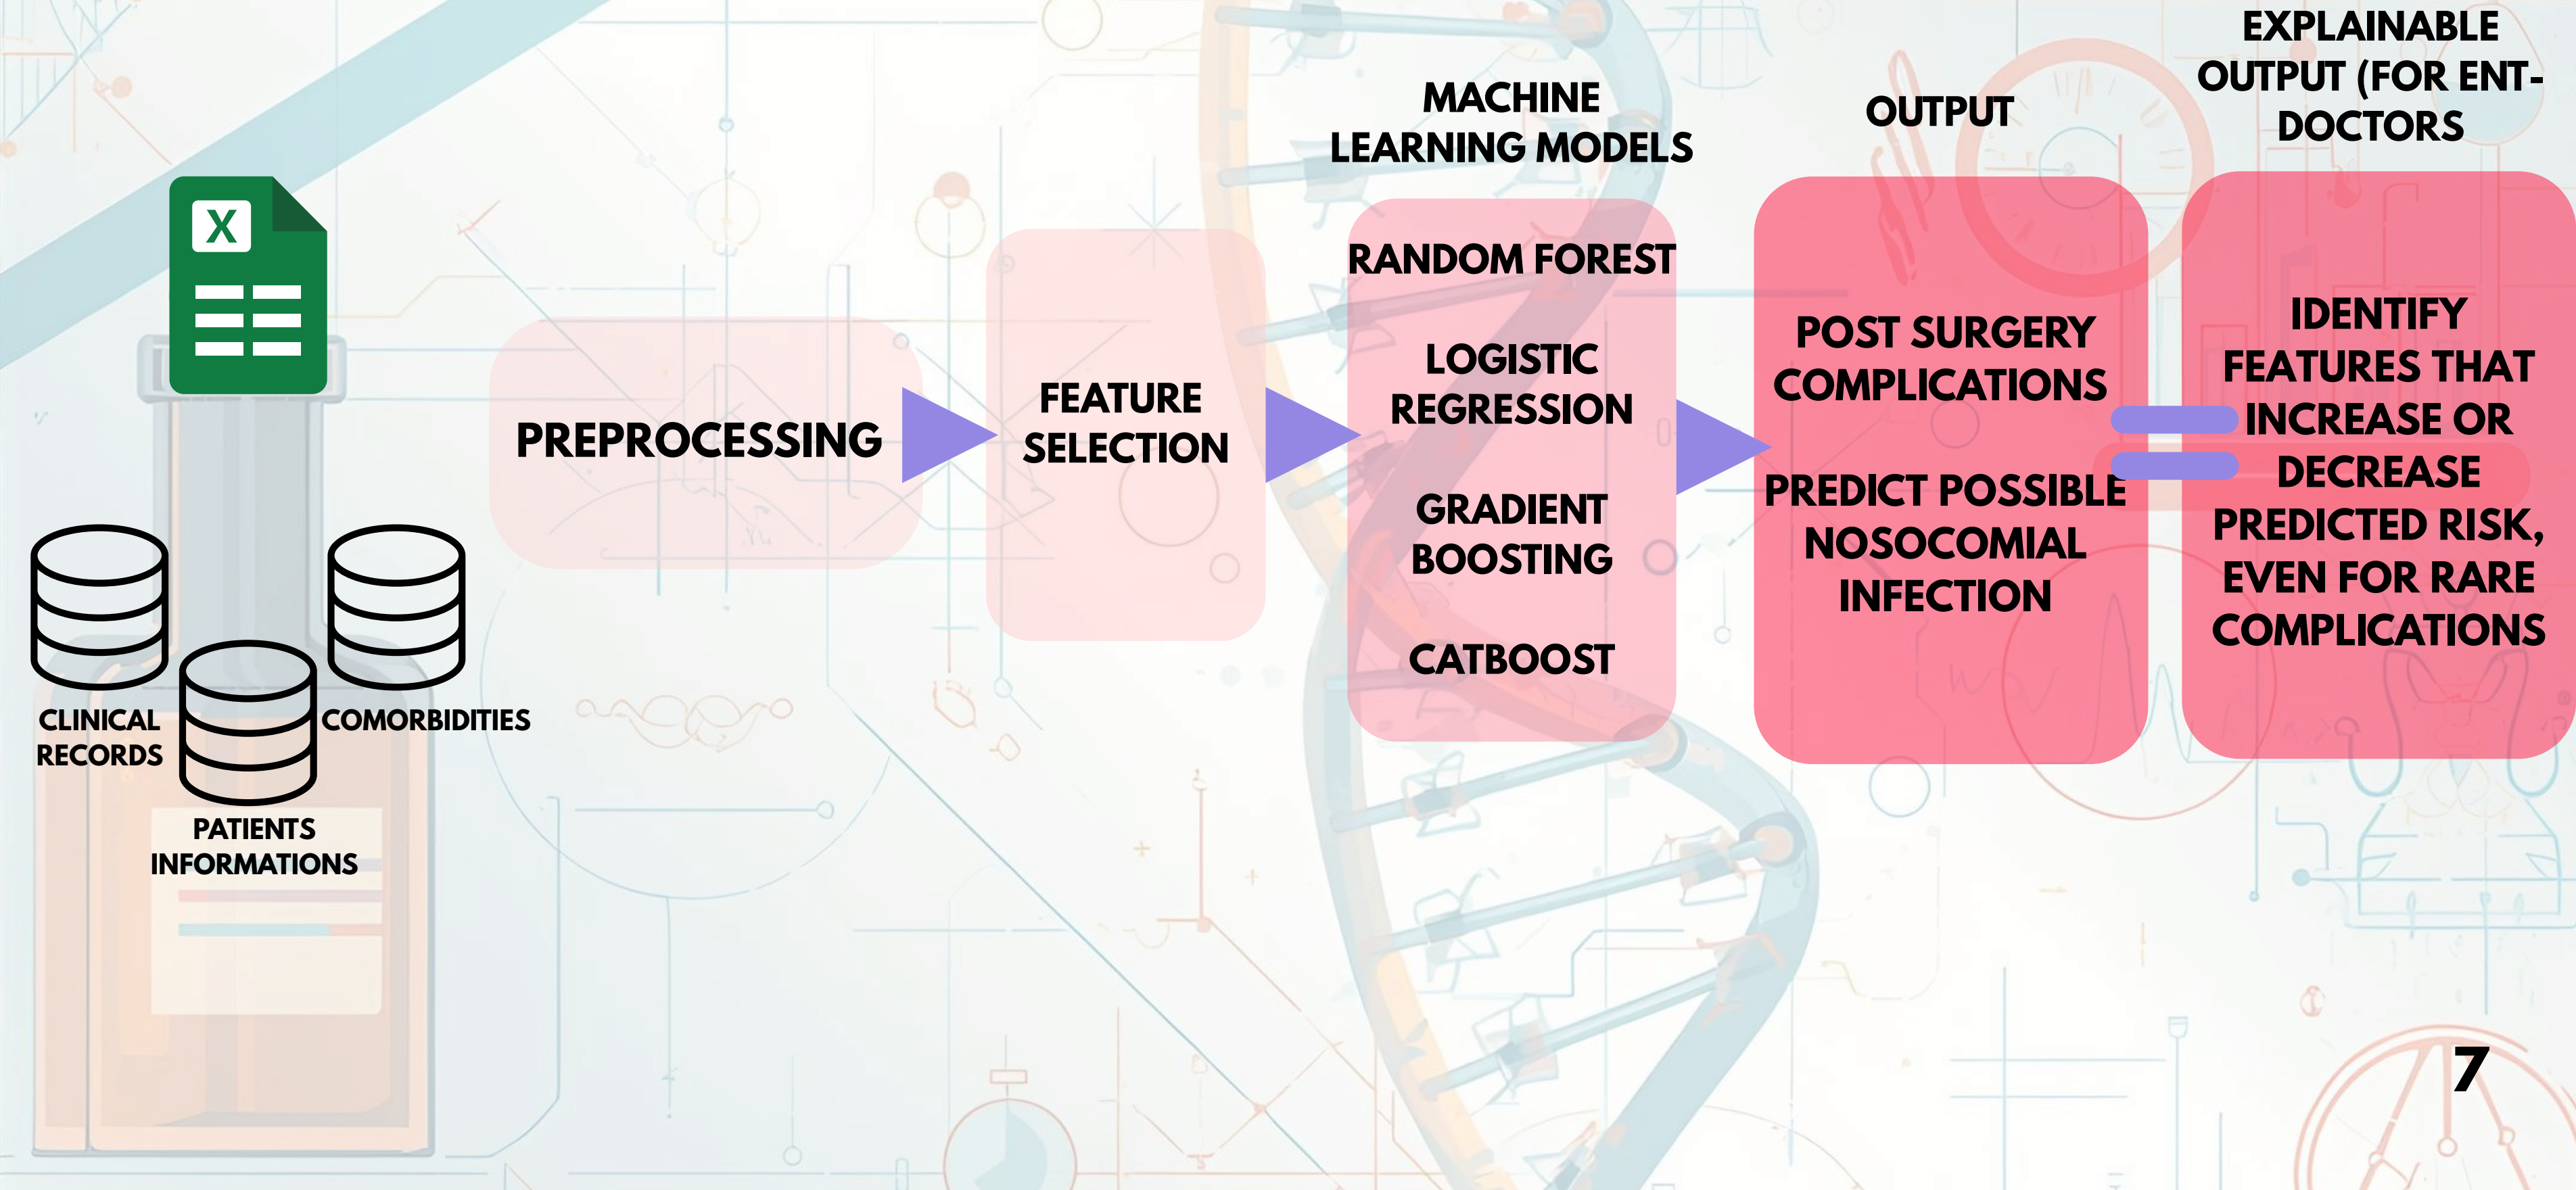 X
CLINICAL
RECORDS
COMORBIDITIES
PATIENTS
INFORMATIONS
PREPROCESSING
FEATURE
SELECTION
MACHINE
LEARNING MODELS
RANDOM FOREST
LOGISTIC
REGRESSION
GRADIENT
BOOSTING
CATBOOST
OUTPUT
POST SURGERY
COMPLICATIONS
PREDICT POSSIBLE
NOSOCOMIAL
INFECTION
EXPLAINABLE
OUTPUT (FOR ENT-
DOCTORS
IDENTIFY
FEATURES THAT
INCREASE OR
DECREASE
PREDICTED RISK,
EVEN FOR RARE
COMPLICATIONS
7